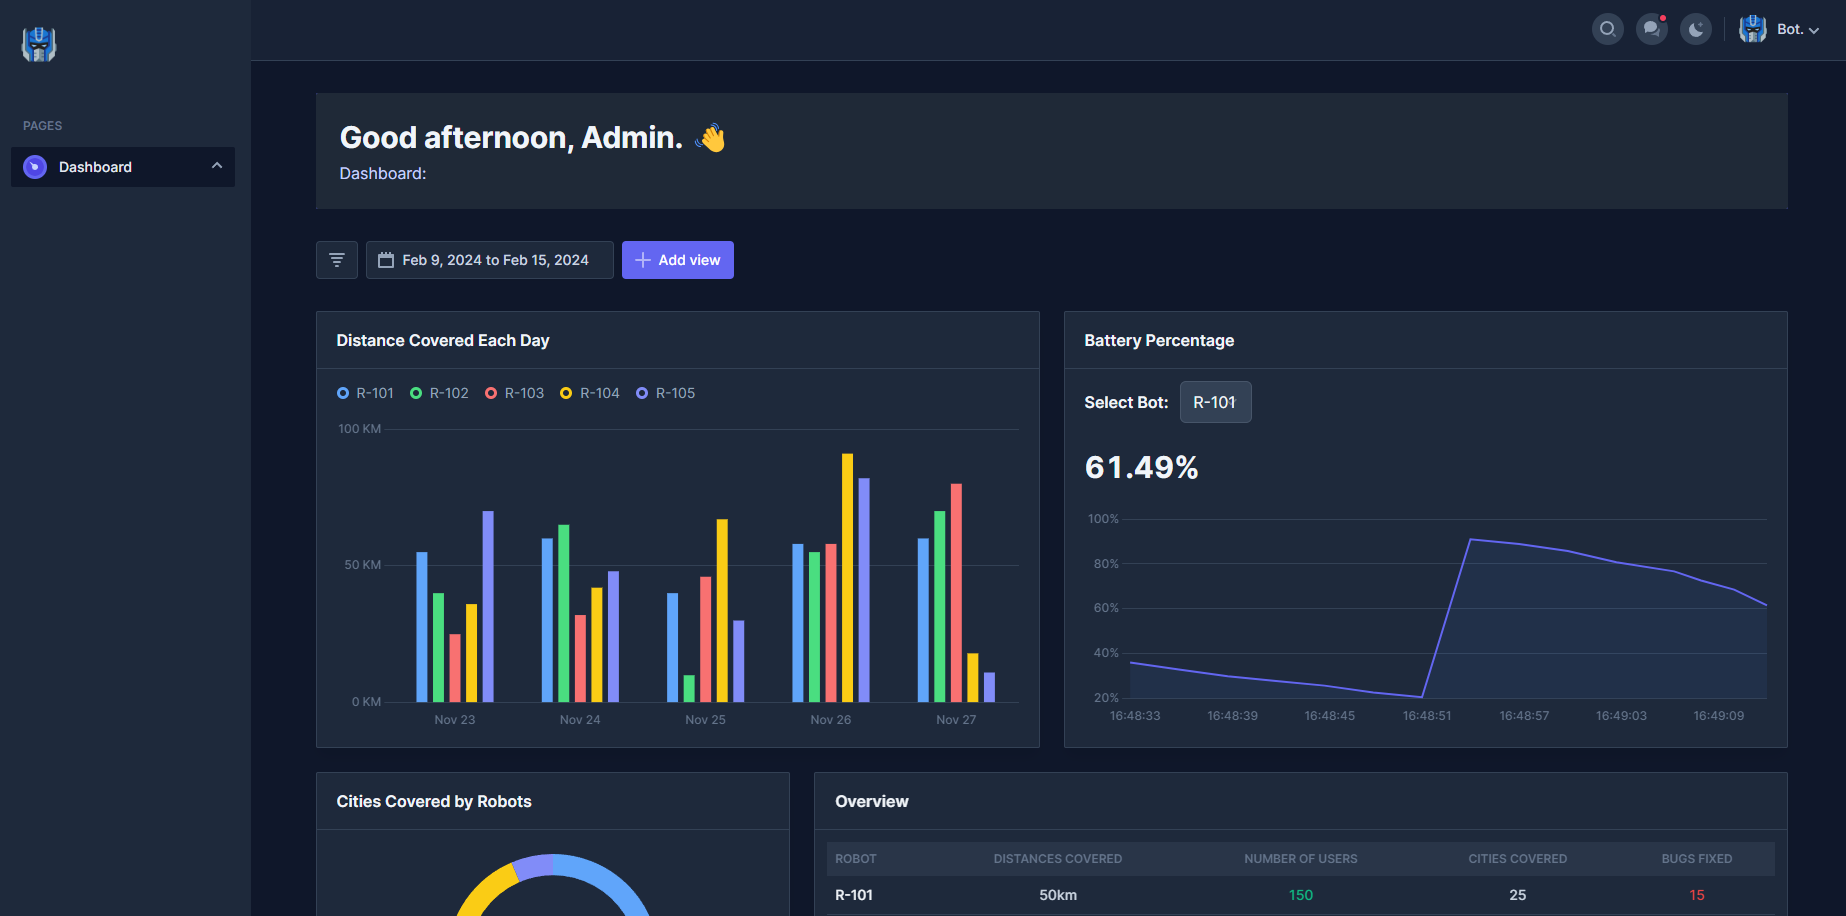 Bot.
PAGES
Dashboard
Good afternoon, Admin. 👋
Dashboard:
Feb 9, 2024 to Feb 15, 2024
Add view
Distance Covered Each Day
R-101 R-102 R-103 R-104 R-105
100 KM
50 KM
0 KM
Nov 23 Nov 24 Nov 25 Nov 26 Nov 27
Battery Percentage
Select Bot: R-101
61.49%
100%
80%
60%
40%
20%
16:48:33 16:48:39 16:48:45 16:48:51 16:48:57 16:49:03 16:49:09
Cities Covered by Robots
Overview
ROBOT DISTANCES COVERED NUMBER OF USERS CITIES COVERED BUGS FIXED
R-101 50km 150 25 15